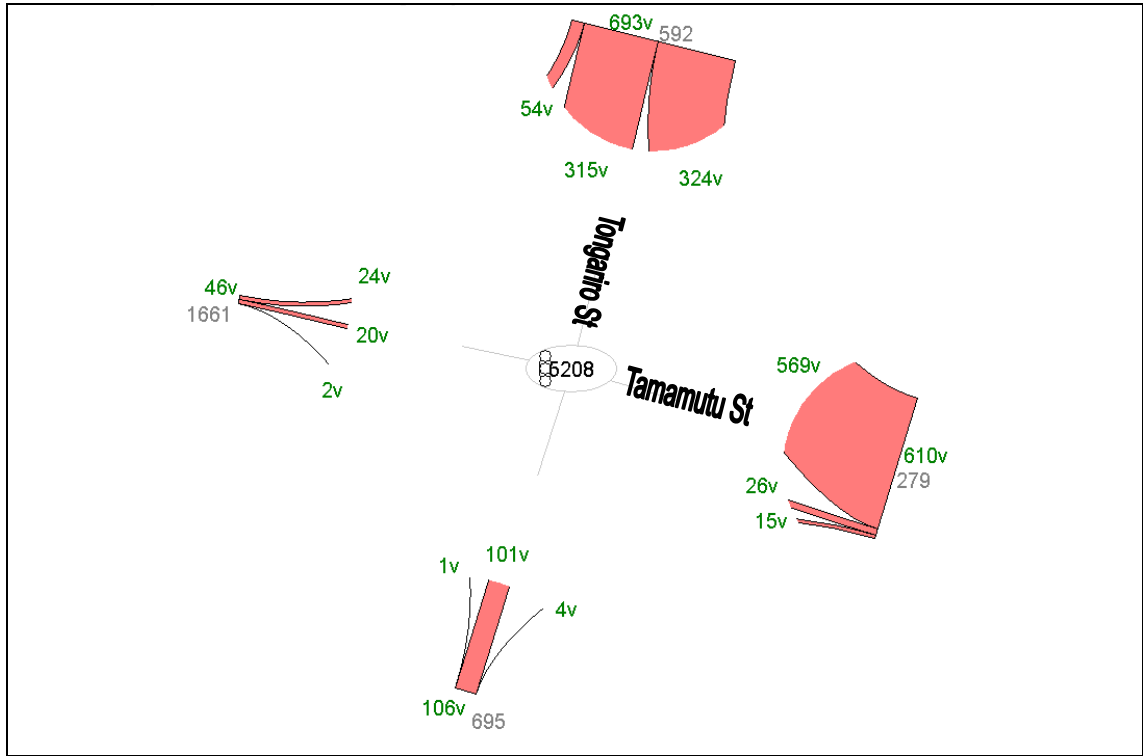 693v
592
54v
315v
324v
Tongariro St
46v
1661
24v
20v
2v
5208
Tamamutu St
569v
610v
279
26v
15v
1v
101v
4v
106v
695